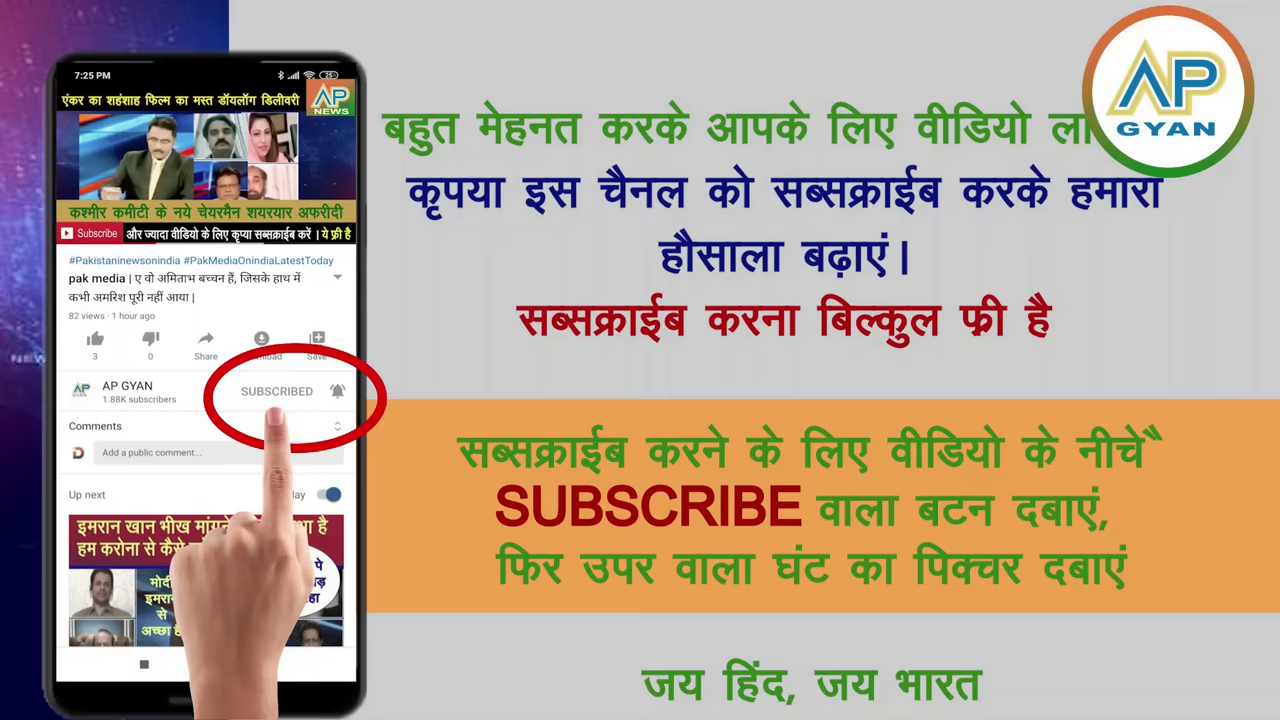 7:25 PM
25
एंकर का शहंशाह फिल्म का मस्त डॉयलॉग डिलीवरी
AP
NEWS
कश्मीर कमीटी के नये चेयरमैन शयरयार अफरीदी
Subscribe और ज्यादा वीडियो के लिए कृप्या सब्सक्राईब करें । ये फ्री है
#Pakistaninewsonindia #PakMediaOnindiaLatestToday
pak media | ए वो अमिताभ बच्चन हैं, जिसके हाथ में
कभी अमरिश पूरी नहीं आया |
82 views · 1 hour ago
3 0 Share Save
AP GYAN
1.88K subscribers
SUBSCRIBED
Comments
Add a public comment...
Up next
इमरान खान भीख मांगने है
हम करोना से कैसे
मोदी
से
अच्छा है
AP
GYAN
बहुत मेहनत करके आपके लिए वीडियो
कृपया इस चैनल को सब्सक्राईब करके हमारा
हौसाला बढ़ाएं।
सब्सक्राईब करना बिल्कुल फ्री है
सब्सक्राईब करने के लिए वीडियो के नीचे"
SUBSCRIBE वाला बटन दबाएं,
फिर उपर वाला घंट का पिक्चर दबाएं
जय हिंद, जय भारत